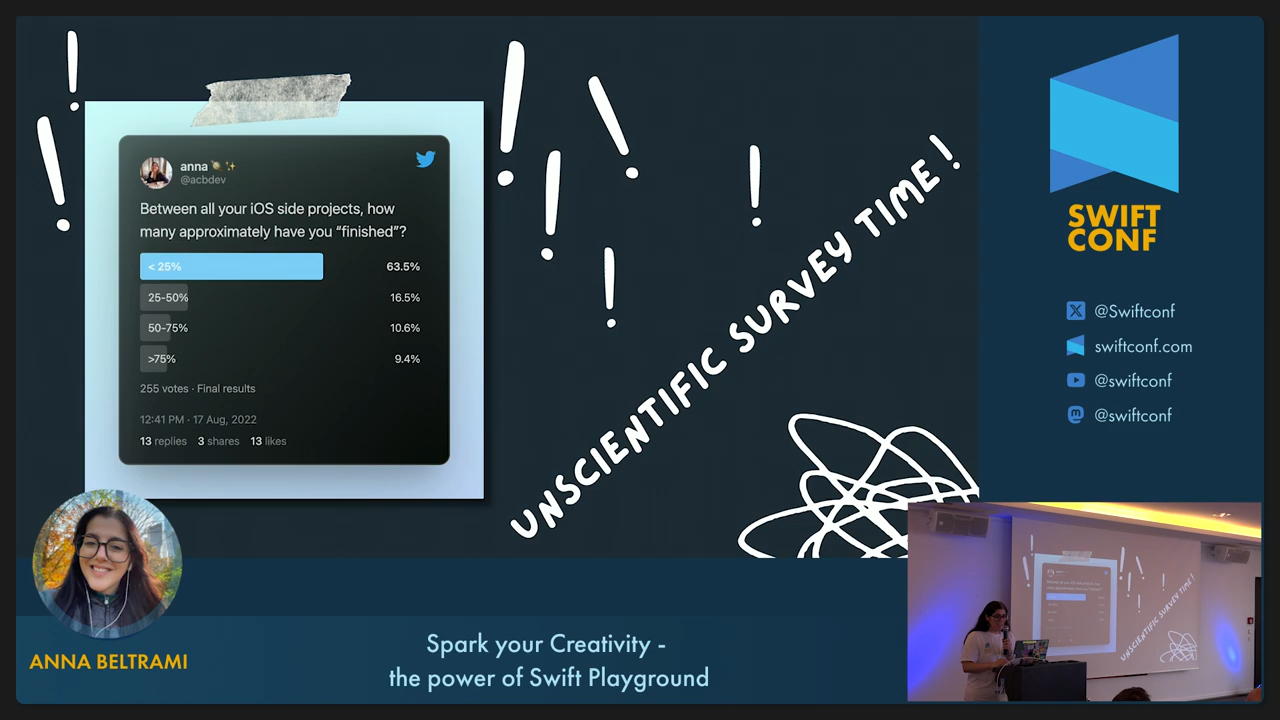 anna
@acbdev
Between all your iOS side projects, how
many approximately have you “finished”?
< 25% 63.5%
25-50% 16.5%
50-75% 10.6%
>75% 9.4%
255 votes · Final results
12:41 PM · 17 Aug, 2022
13 replies 3 shares 13 likes
UNSCIENTIFIC SURVEY TIME!
SWIFT
CONF
@Swiftconf
swiftconf.com
@swiftconf
@swiftconf
ANNA BELTRAMI
Spark your Creativity -
the power of Swift Playground
UNSCIENTIFIC SURVEY TIME!